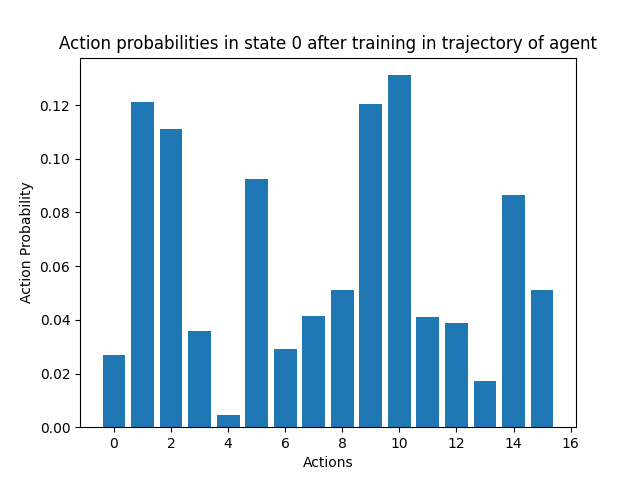 Action probabilities in state 0 after training in trajectory of agent
0.12
0.10
0.08
0.06
0.04
0.02
0.00
Action Probability
0 2 4 6 8 10 12 14 16
Actions